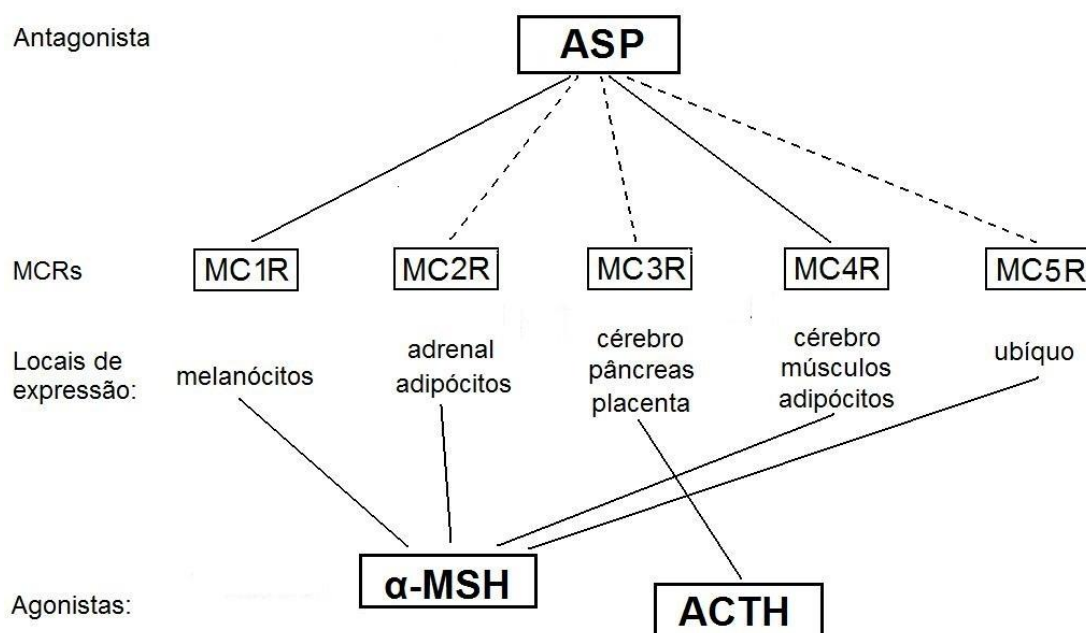 Antagonista
ASP
MCRs
MC1R
MC2R
MC3R
MC4R
MC5R
Locais de
expressão:
melanócitos
adrenal
adipócitos
cérebro
pâncreas
placenta
cérebro
músculos
adipócitos
ubíquo
Agonistas:
α-MSH
ACTH